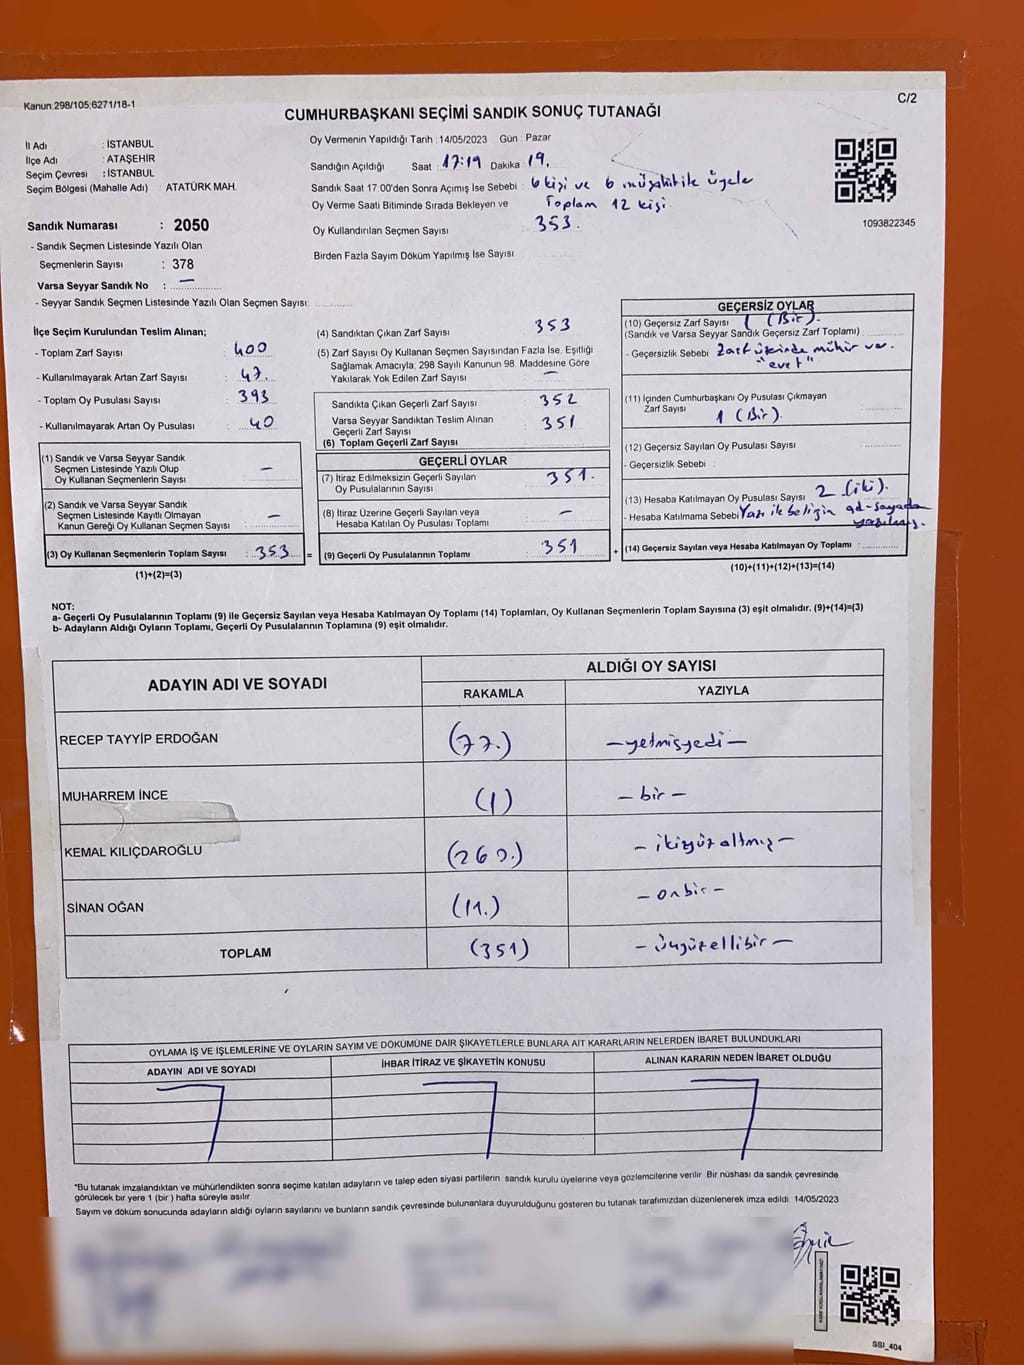 Kanun:298/105;6271/18-1
C/2
CUMHURBAŞKANI SEÇİMİ SANDIK SONUÇ TUTANAĞI
İl Adı : İSTANBUL
İlçe Adı : ATAŞEHİR
Seçim Çevresi : İSTANBUL
Seçim Bölgesi (Mahalle Adı) : ATATÜRK MAH.
Sandık Numarası : 2050
- Sandık Seçmen Listesinde Yazılı Olan
Seçmenlerin Sayısı : 378
Varsa Seyyar Sandık No : —
- Seyyar Sandık Seçmen Listesinde Yazılı Olan Seçmen Sayısı:
Oy Vermenin Yapıldığı Tarih : 14/05/2023 Gün : Pazar
Sandığın Açıldığı Saat 17:19 Dakika 19.
Sandık Saat 17.00'den Sonra Açımış İse Sebebi : 6 kişi ve 6 müşahit ile üyeler
Oy Verme Saati Bitiminde Sırada Bekleyen ve Toplam 12 kişi.
Oy Kullandırılan Seçmen Sayısı : 353.
Birden Fazla Sayım Döküm Yapılmış İse Sayısı :
1093822345
İlçe Seçim Kurulundan Teslim Alınan;
- Toplam Zarf Sayısı : 400
- Kullanılmayarak Artan Zarf Sayısı : 47.
- Toplam Oy Pusulası Sayısı : 393
- Kullanılmayarak Artan Oy Pusulası : 40
(1) Sandık ve Varsa Seyyar Sandık
Seçmen Listesinde Yazılı Olup
Oy Kullanan Seçmenlerin Sayısı : —
(2) Sandık ve Varsa Seyyar Sandık
Seçmen Listesinde Kayıtlı Olmayan
Kanun Gereği Oy Kullanan Seçmen Sayısı : —
(3) Oy Kullanan Seçmenlerin Toplam Sayısı : 353 =
(1)+(2)=(3)
(4) Sandıktan Çıkan Zarf Sayısı : 353
(5) Zarf Sayısı Oy Kullanan Seçmen Sayısından Fazla İse, Eşitliği
Sağlamak Amacıyla; 298 Sayılı Kanunun 98. Maddesine Göre
Yakılarak Yok Edilen Zarf Sayısı : —
Sandıkta Çıkan Geçerli Zarf Sayısı : 352
Varsa Seyyar Sandıktan Teslim Alınan
Geçerli Zarf Sayısı : 351
(6) Toplam Geçerli Zarf Sayısı
GEÇERLİ OYLAR
(7) İtiraz Edilmeksizin Geçerli Sayılan
Oy Pusulalarının Sayısı : 351.
(8) İtiraz Üzerine Geçerli Sayılan veya
Hesaba Katılan Oy Pusulası Toplamı : —
(9) Geçerli Oy Pusulalarının Toplamı : 351 +
GEÇERSİZ OYLAR
(10) Geçersiz Zarf Sayısı : 1 (Bir).
(Sandık ve Varsa Seyyar Sandık Geçersiz Zarf Toplamı)
- Geçersizlik Sebebi : Zarf üzerinde mühür var.
"evet"
(11) İçinden Cumhurbaşkanı Oy Pusulası Çıkmayan
Zarf Sayısı 1 (Bir).
(12) Geçersiz Sayılan Oy Pusulası Sayısı :
- Geçersizlik Sebebi :
(13) Hesaba Katılmayan Oy Pusulası Sayısı 2 (iki).
- Hesaba Katılmama Sebebi
(14) Geçersiz Sayılan veya Hesaba Katılmayan Oy Toplamı :
(10)+(11)+(12)+(13)=(14)
NOT:
a- Geçerli Oy Pusulalarının Toplamı (9) ile Geçersiz Sayılan veya Hesaba Katılmayan Oy Toplamı (14) Toplamları, Oy Kullanan Seçmenlerin Toplam Sayısına (3) eşit olmalıdır. (9)+(14)=(3)
b- Adayların Aldığı Oyların Toplamı, Geçerli Oy Pusulalarının Toplamına (9) eşit olmalıdır.
ADAYIN ADI VE SOYADI ALDIĞI OY SAYISI
RAKAMLA YAZIYLA
RECEP TAYYİP ERDOĞAN (77.) —yetmişyedi—
MUHARREM İNCE (1) —bir—
KEMAL KILIÇDAROĞLU (260.) —ikiyüzaltmış—
SİNAN OĞAN (11.) —onbir—
TOPLAM (351) —üçyüzellibir—
OYLAMA İŞ VE İŞLEMLERİNE VE OYLARIN SAYIM VE DÖKÜMÜNE DAİR ŞİKAYETLERLE BUNLARA AİT KARARLARIN NELERDEN İBARET BULUNDUKLARI
ADAYIN ADI VE SOYADI İHBAR İTİRAZ VE ŞİKAYETİN KONUSU ALINAN KARARIN NEDEN İBARET OLDUĞU
*Bu tutanak imzalandıktan ve mühürlendikten sonra seçime katılan adayların ve talep eden siyasi partilerin sandık kurulu üyelerine veya gözlemcilerine verilir. Bir nüshası da sandık çevresinde
görülecek bir yere 1 (bir) hafta süreyle asılır.
Sayım ve döküm sonucunda adayların aldığı oyların sayılarını ve bunların sandık çevresinde bulunanlara duyurulduğunu gösteren bu tutanak tarafımızdan düzenlenerek imza edildi. 14/05/2023
SSI_404